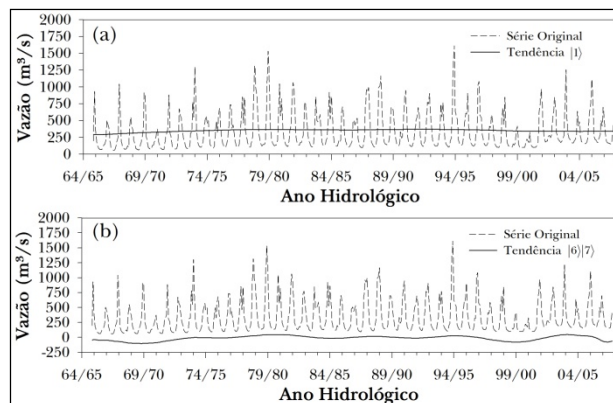 (a)
Série Original
Tendência |1|
Vazão (m³/s)
2000
1750
1500
1250
1000
750
500
250
0
64/65 69/70 74/75 79/80 84/85 89/90 94/95 99/00 04/05
Ano Hidrológico
(b)
Série Original
Tendência |6|7|
Vazão (m³/s)
2000
1750
1500
1250
1000
750
500
250
0
-250
64/65 69/70 74/75 79/80 84/85 89/90 94/95 99/00 04/05
Ano Hidrológico